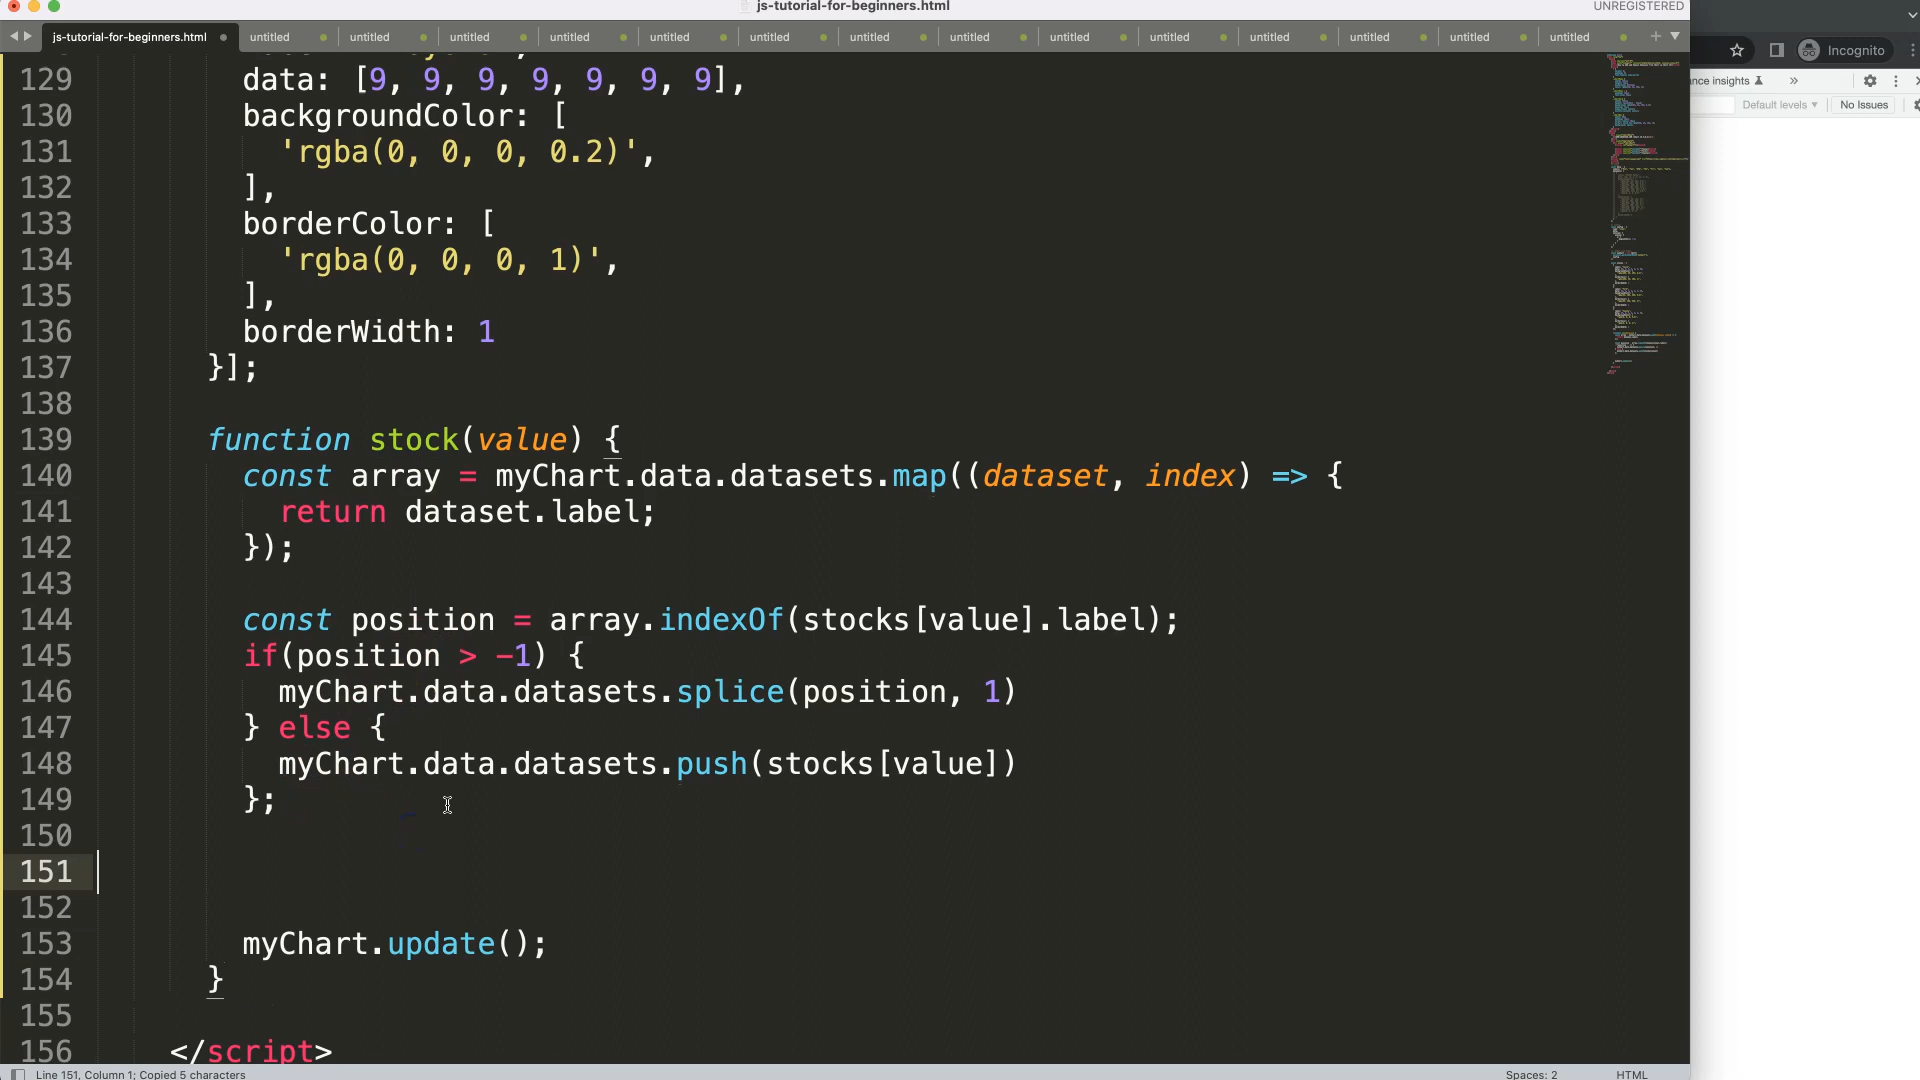 js-tutorial-for-beginners.html
UNREGISTERED
js-tutorial-for-beginners.html untitled untitled untitled untitled untitled untitled untitled untitled untitled untitled untitled untitled untitled untitled
Incognito
nce insights
Default levels ▾ No Issues
129 data: [9, 9, 9, 9, 9, 9, 9],
130 backgroundColor: [
131 'rgba(0, 0, 0, 0.2)',
132 ],
133 borderColor: [
134 'rgba(0, 0, 0, 1)',
135 ],
136 borderWidth: 1
137 }];
138
139 function stock(value) {
140 const array = myChart.data.datasets.map((dataset, index) => {
141 return dataset.label;
142 });
143
144 const position = array.indexOf(stocks[value].label);
145 if(position > -1) {
146 myChart.data.datasets.splice(position, 1)
147 } else {
148 myChart.data.datasets.push(stocks[value])
149 };
150
151
152
153 myChart.update();
154 }
155
156 </script>
Line 151, Column 1; Copied 5 characters
Spaces: 2 HTML